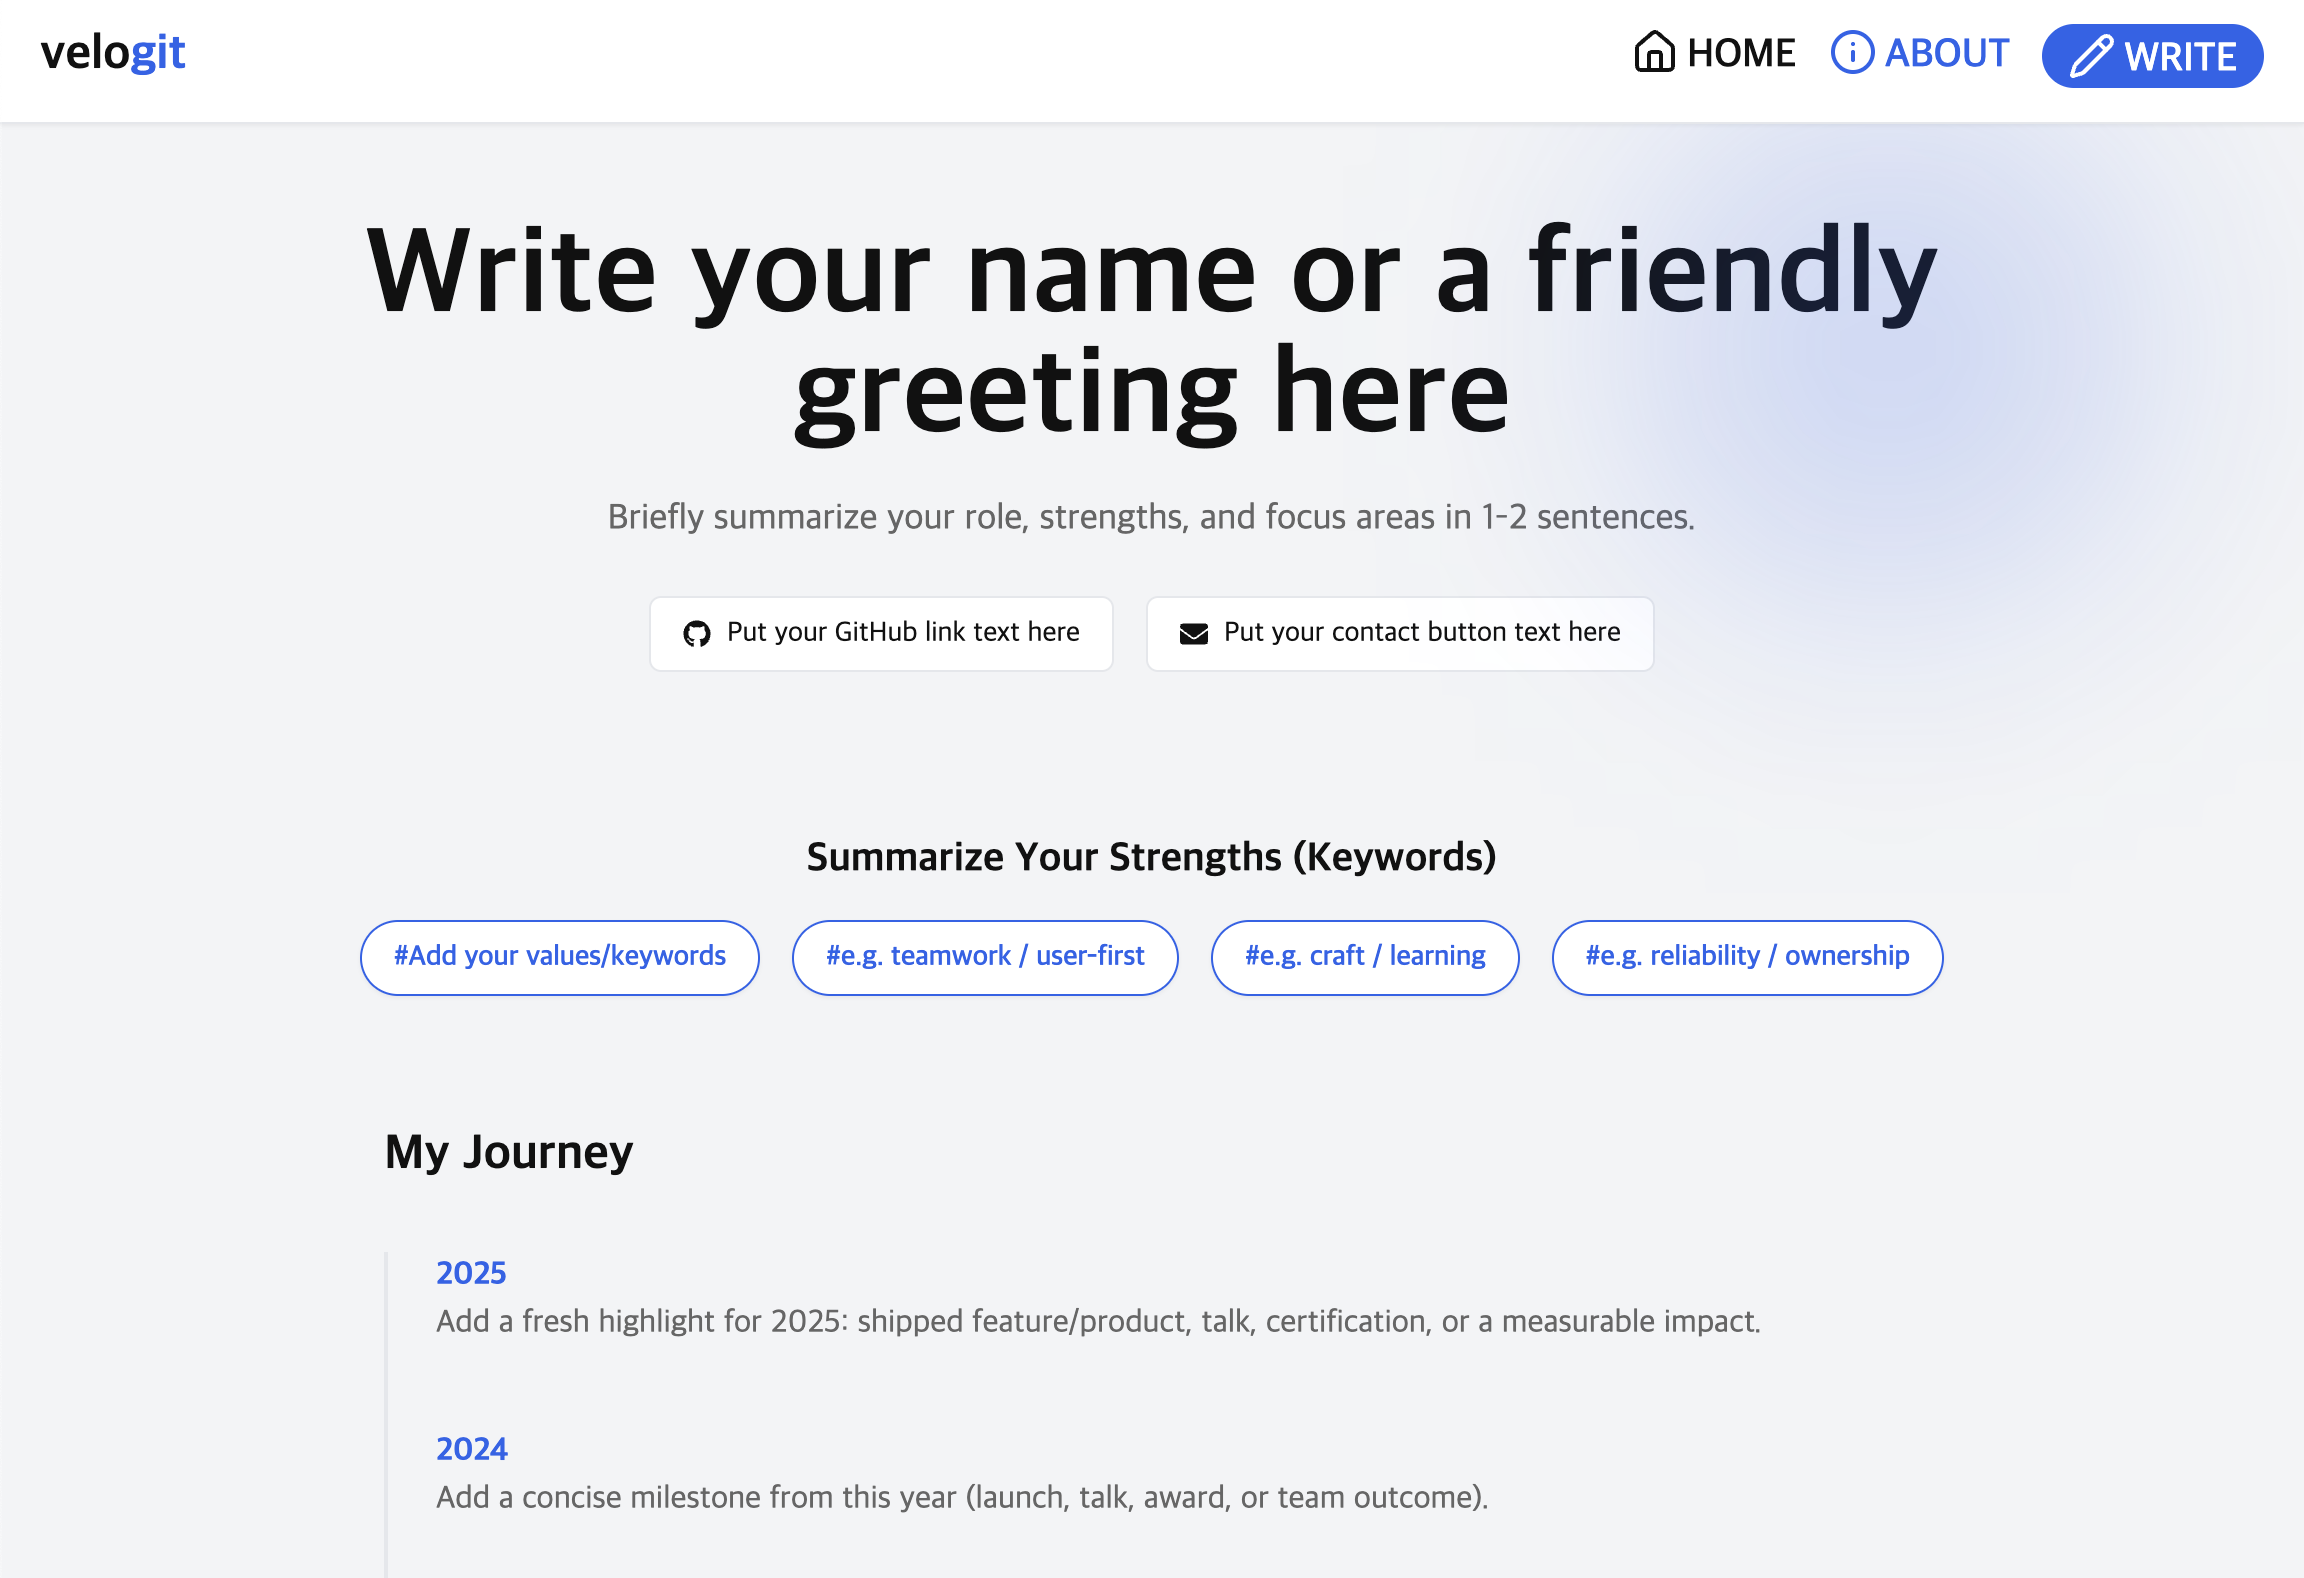 velogit
HOME
ABOUT
WRITE
Write your name or a friendly
greeting here
Briefly summarize your role, strengths, and focus areas in 1-2 sentences.
Put your GitHub link text here
Put your contact button text here
Summarize Your Strengths (Keywords)
#Add your values/keywords
#e.g. teamwork / user-first
#e.g. craft / learning
#e.g. reliability / ownership
My Journey
2025
Add a fresh highlight for 2025: shipped feature/product, talk, certification, or a measurable impact.
2024
Add a concise milestone from this year (launch, talk, award, or team outcome).